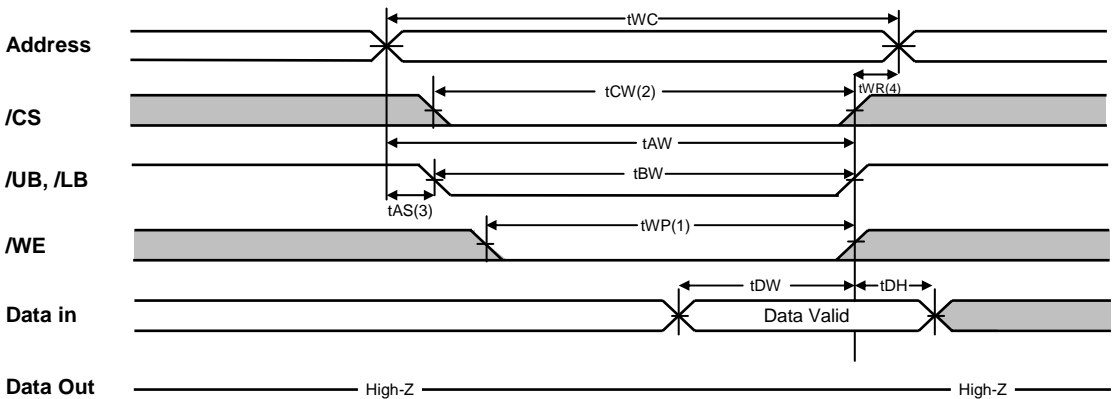 tWC
Address
tCW(2)
tWR(4)
/CS
tAW
/UB, /LB
tBW
tAS(3)
tWP(1)
/WE
tDW
tDH
Data in
Data Valid
Data Out
High-Z
High-Z